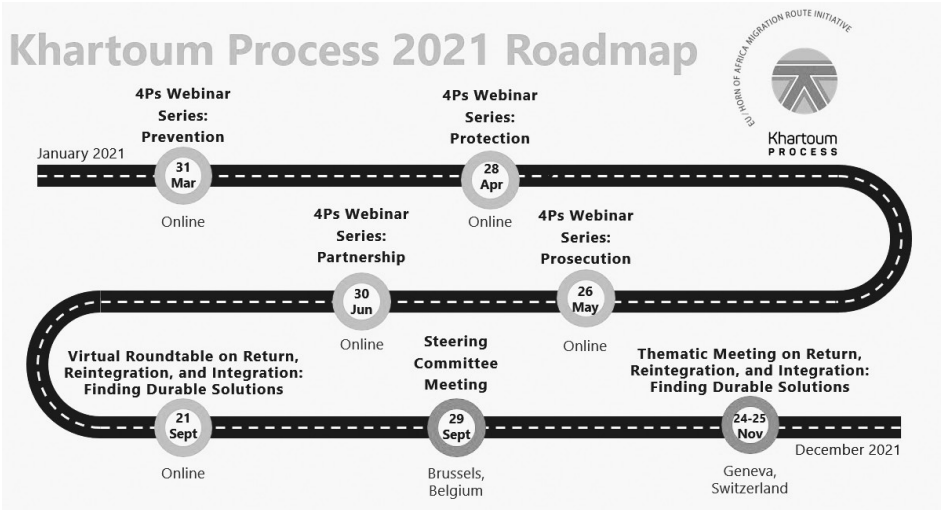 Khartoum Process 2021 Roadmap
EU/HORN OF AFRICA MIGRATION ROUTE INITIATIVE
Khartoum
PROCESS
January 2021
4Ps Webinar
Series:
Prevention
31
Mar
Online
4Ps Webinar
Series:
Protection
28
Apr
Online
4Ps Webinar
Series:
Prosecution
26
May
Online
4Ps Webinar
Series:
Partnership
30
Jun
Online
Virtual Roundtable on Return,
Reintegration, and Integration:
Finding Durable Solutions
21
Sept
Online
Steering
Committee
Meeting
29
Sept
Brussels,
Belgium
Thematic Meeting on Return,
Reintegration, and Integration:
Finding Durable Solutions
24-25
Nov
Geneva,
Switzerland
December 2021